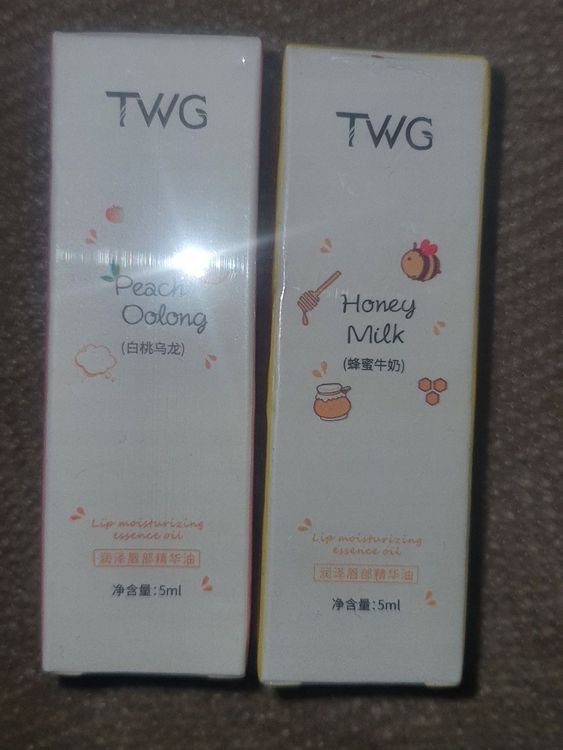 TWG
Peach
Oolong
(白桃乌龙)
Lip moisturizing
essence oil
润泽唇部精华油
净含量:5ml
TWG
Honey
Milk
(蜂蜜牛奶)
Lip moisturizing
essence oil
润泽唇部精华油
净含量:5ml